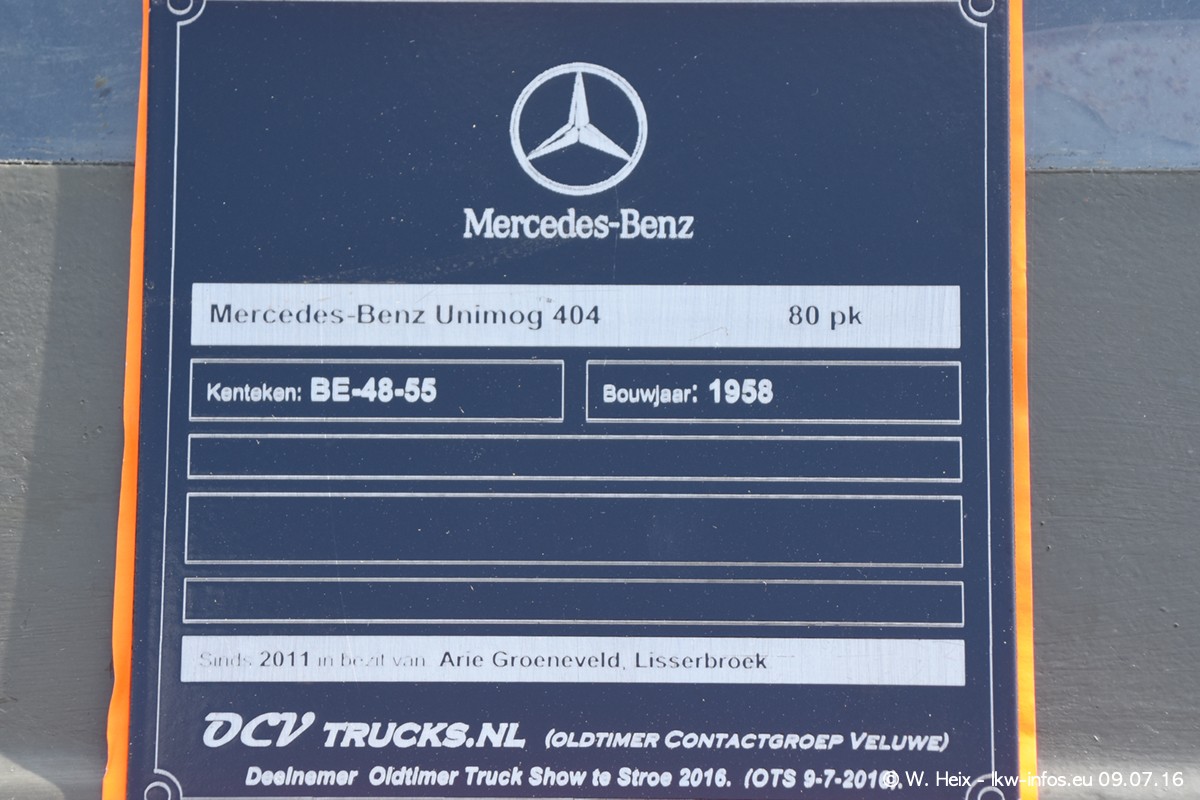 Mercedes-Benz
Mercedes-Benz Unimog 404 80 pk
Kenteken: BE-48-55 Bouwjaar: 1958
Sinds 2011 in bezit van Arie Groeneveld, Lisserbroek
OCV TRUCKS.NL (OLDTIMER CONTACTGROEP VELUWE)
Deelnemer Oldtimer Truck Show te Stroe 2016. (OTS 9-7-2016).
© W. Heix - lkw-infos.eu 09.07.16